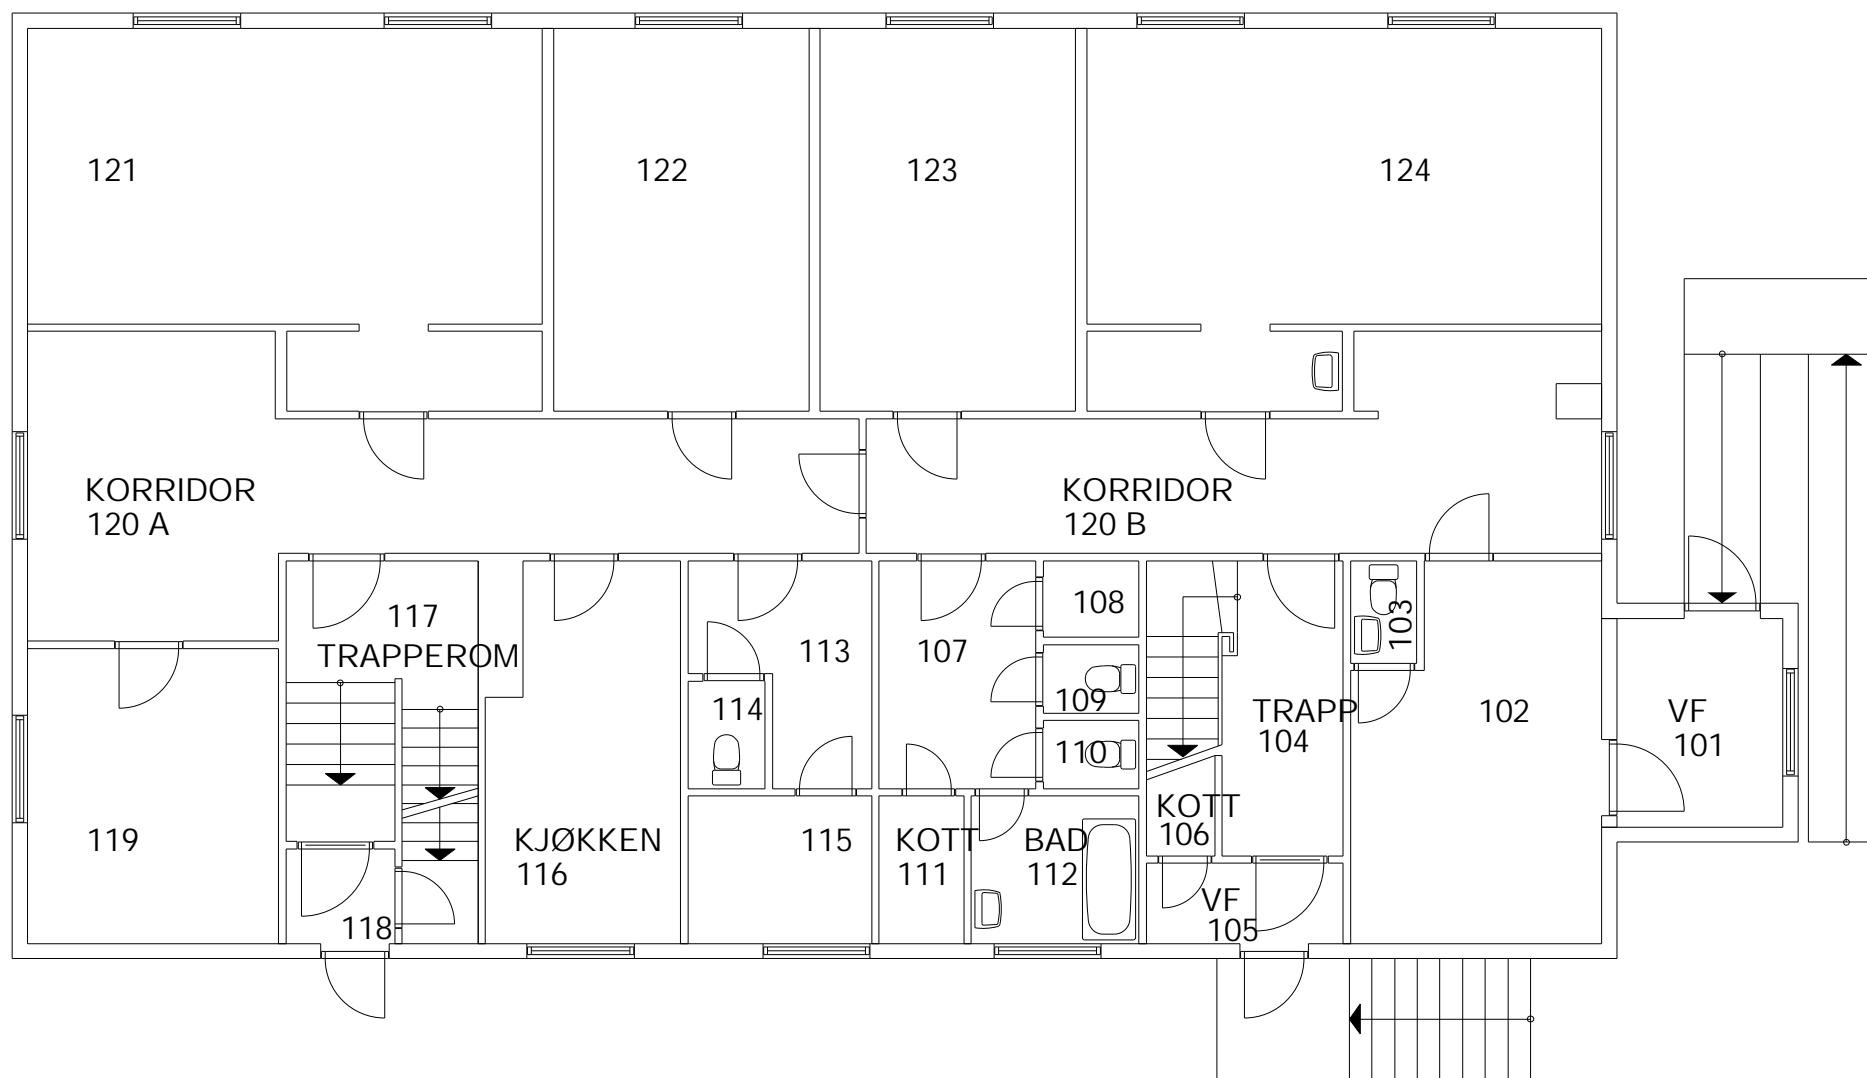 121
122
123
124
KORRIDOR
120 A
KORRIDOR
120 B
117
TRAPPEROM
113
107
108
103
114
109
110
TRAPP
104
102
VF
101
119
KJØKKEN
116
115
KOTT
111
BAD
112
KOTT
106
118
VF
105